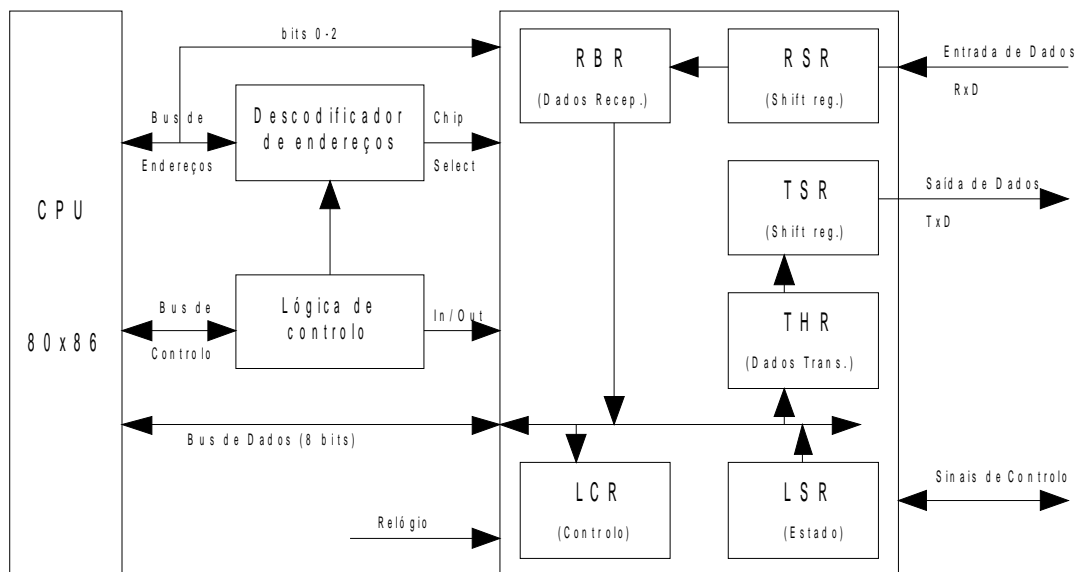 CPU
80x86
bits 0-2
Bus de
Endereços
Descodificador
de endereços
Chip
Select
Bus de
Controlo
Lógica de
controlo
In/Out
Bus de Dados (8 bits)
Relógio
RBR
(Dados Recep.)
RSR
(Shift reg.)
Entrada de Dados
RxD
TSR
(Shift reg.)
Saída de Dados
TxD
THR
(Dados Trans.)
LCR
(Controlo)
LSR
(Estado)
Sinais de Controlo